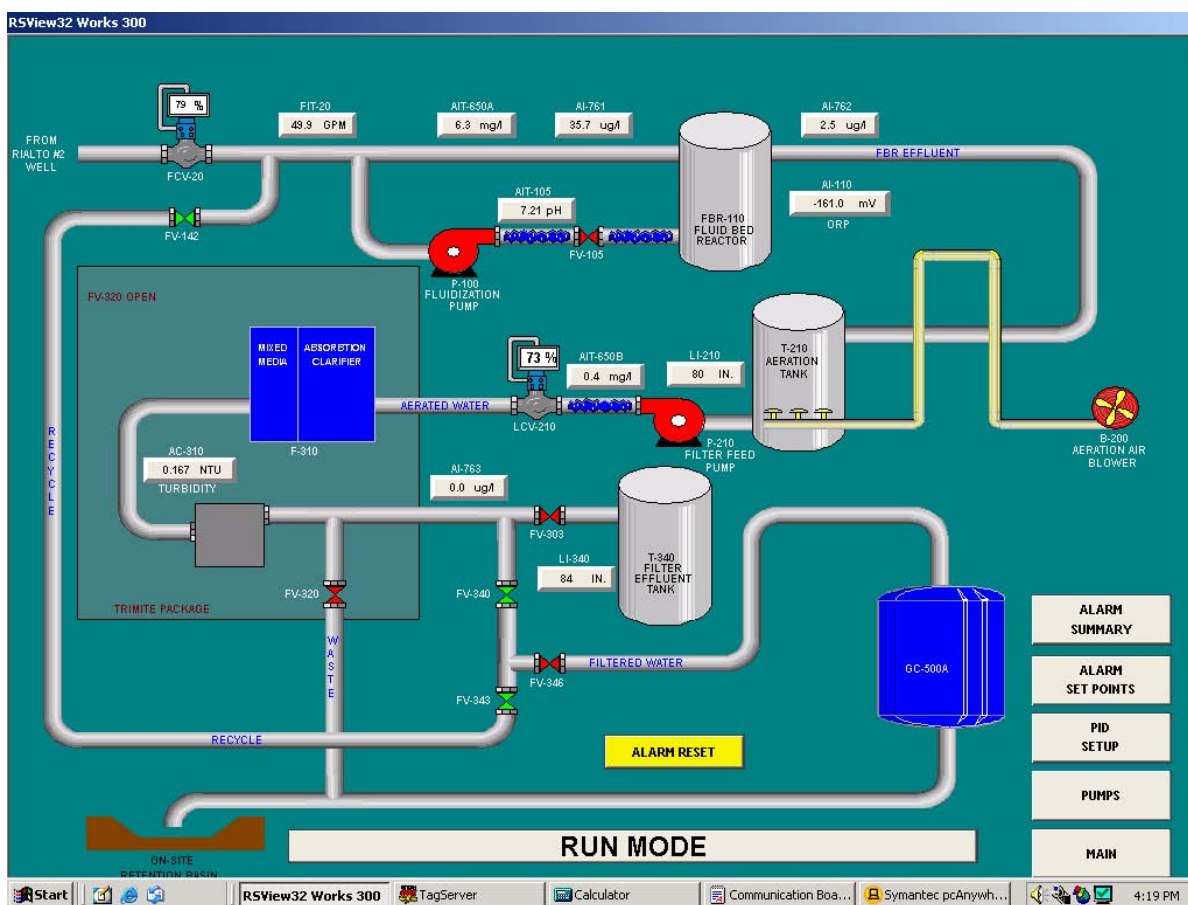 RSView32 Works 300
79 %
FIT-20
49.9 GPM
AIT-650A
6.3 mg/l
AI-761
35.7 ug/l
AI-762
2.5 ug/l
FROM
RIALTO #2
WELL
FCV-20
FBR EFFLUENT
AIT-105
7.21 pH
AI-110
-161.0 mV
ORP
FV-142
FV-105
FBR-110
FLUID BED
REACTOR
P-100
FLUIDIZATION
PUMP
FV-320 OPEN
MIXED
MEDIA
ABSORBTION
CLARIFIER
73 %
AIT-650B
0.4 mg/l
LI-210
80 IN.
T-210
AERATION
TANK
AERATED WATER
LCV-210
P-210
FILTER FEED
PUMP
B-200
AERATION AIR
BLOWER
RECYCLE
F-310
AC-310
0.167 NTU
TURBIDITY
AI-763
0.0 ug/l
FV-303
LI-340
84 IN.
T-340
FILTER
EFFLUENT
TANK
FV-320
FV-340
TRIMITE PACKAGE
WASTE
FILTERED WATER
FV-346
FV-343
GC-500A
RECYCLE
ALARM RESET
ALARM
SUMMARY
ALARM
SET POINTS
PID
SETUP
PUMPS
MAIN
RUN MODE
ON-SITE
RETENTION BASIN
Start
RSView32 Works 300
TagServer
Calculator
Communication Boa...
Symantec pcAnywh...
4:19 PM